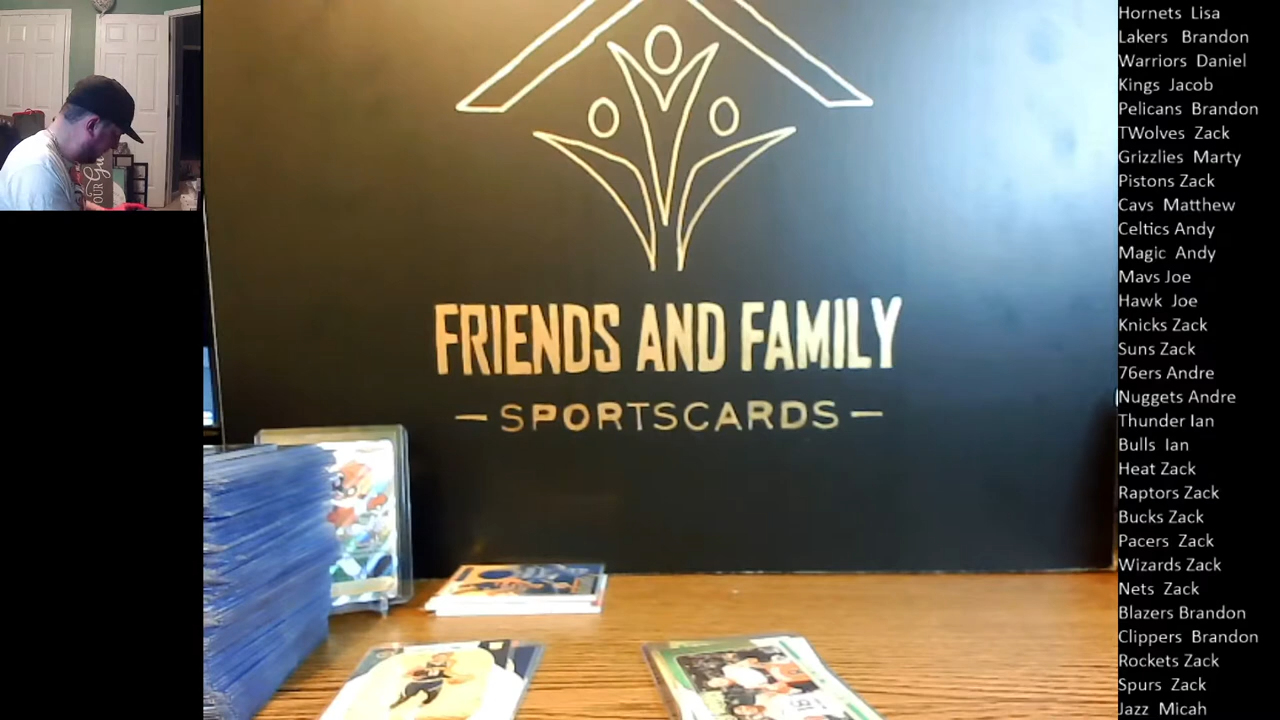 FRIENDS AND FAMILY
— SPORTSCARDS —
Hornets Lisa
Lakers Brandon
Warriors Daniel
Kings Jacob
Pelicans Brandon
TWolves Zack
Grizzlies Marty
Pistons Zack
Cavs Matthew
Celtics Andy
Magic Andy
Mavs Joe
Hawk Joe
Knicks Zack
Suns Zack
76ers Andre
Nuggets Andre
Thunder Ian
Bulls Ian
Heat Zack
Raptors Zack
Bucks Zack
Pacers Zack
Wizards Zack
Nets Zack
Blazers Brandon
Clippers Brandon
Rockets Zack
Spurs Zack
Jazz Micah